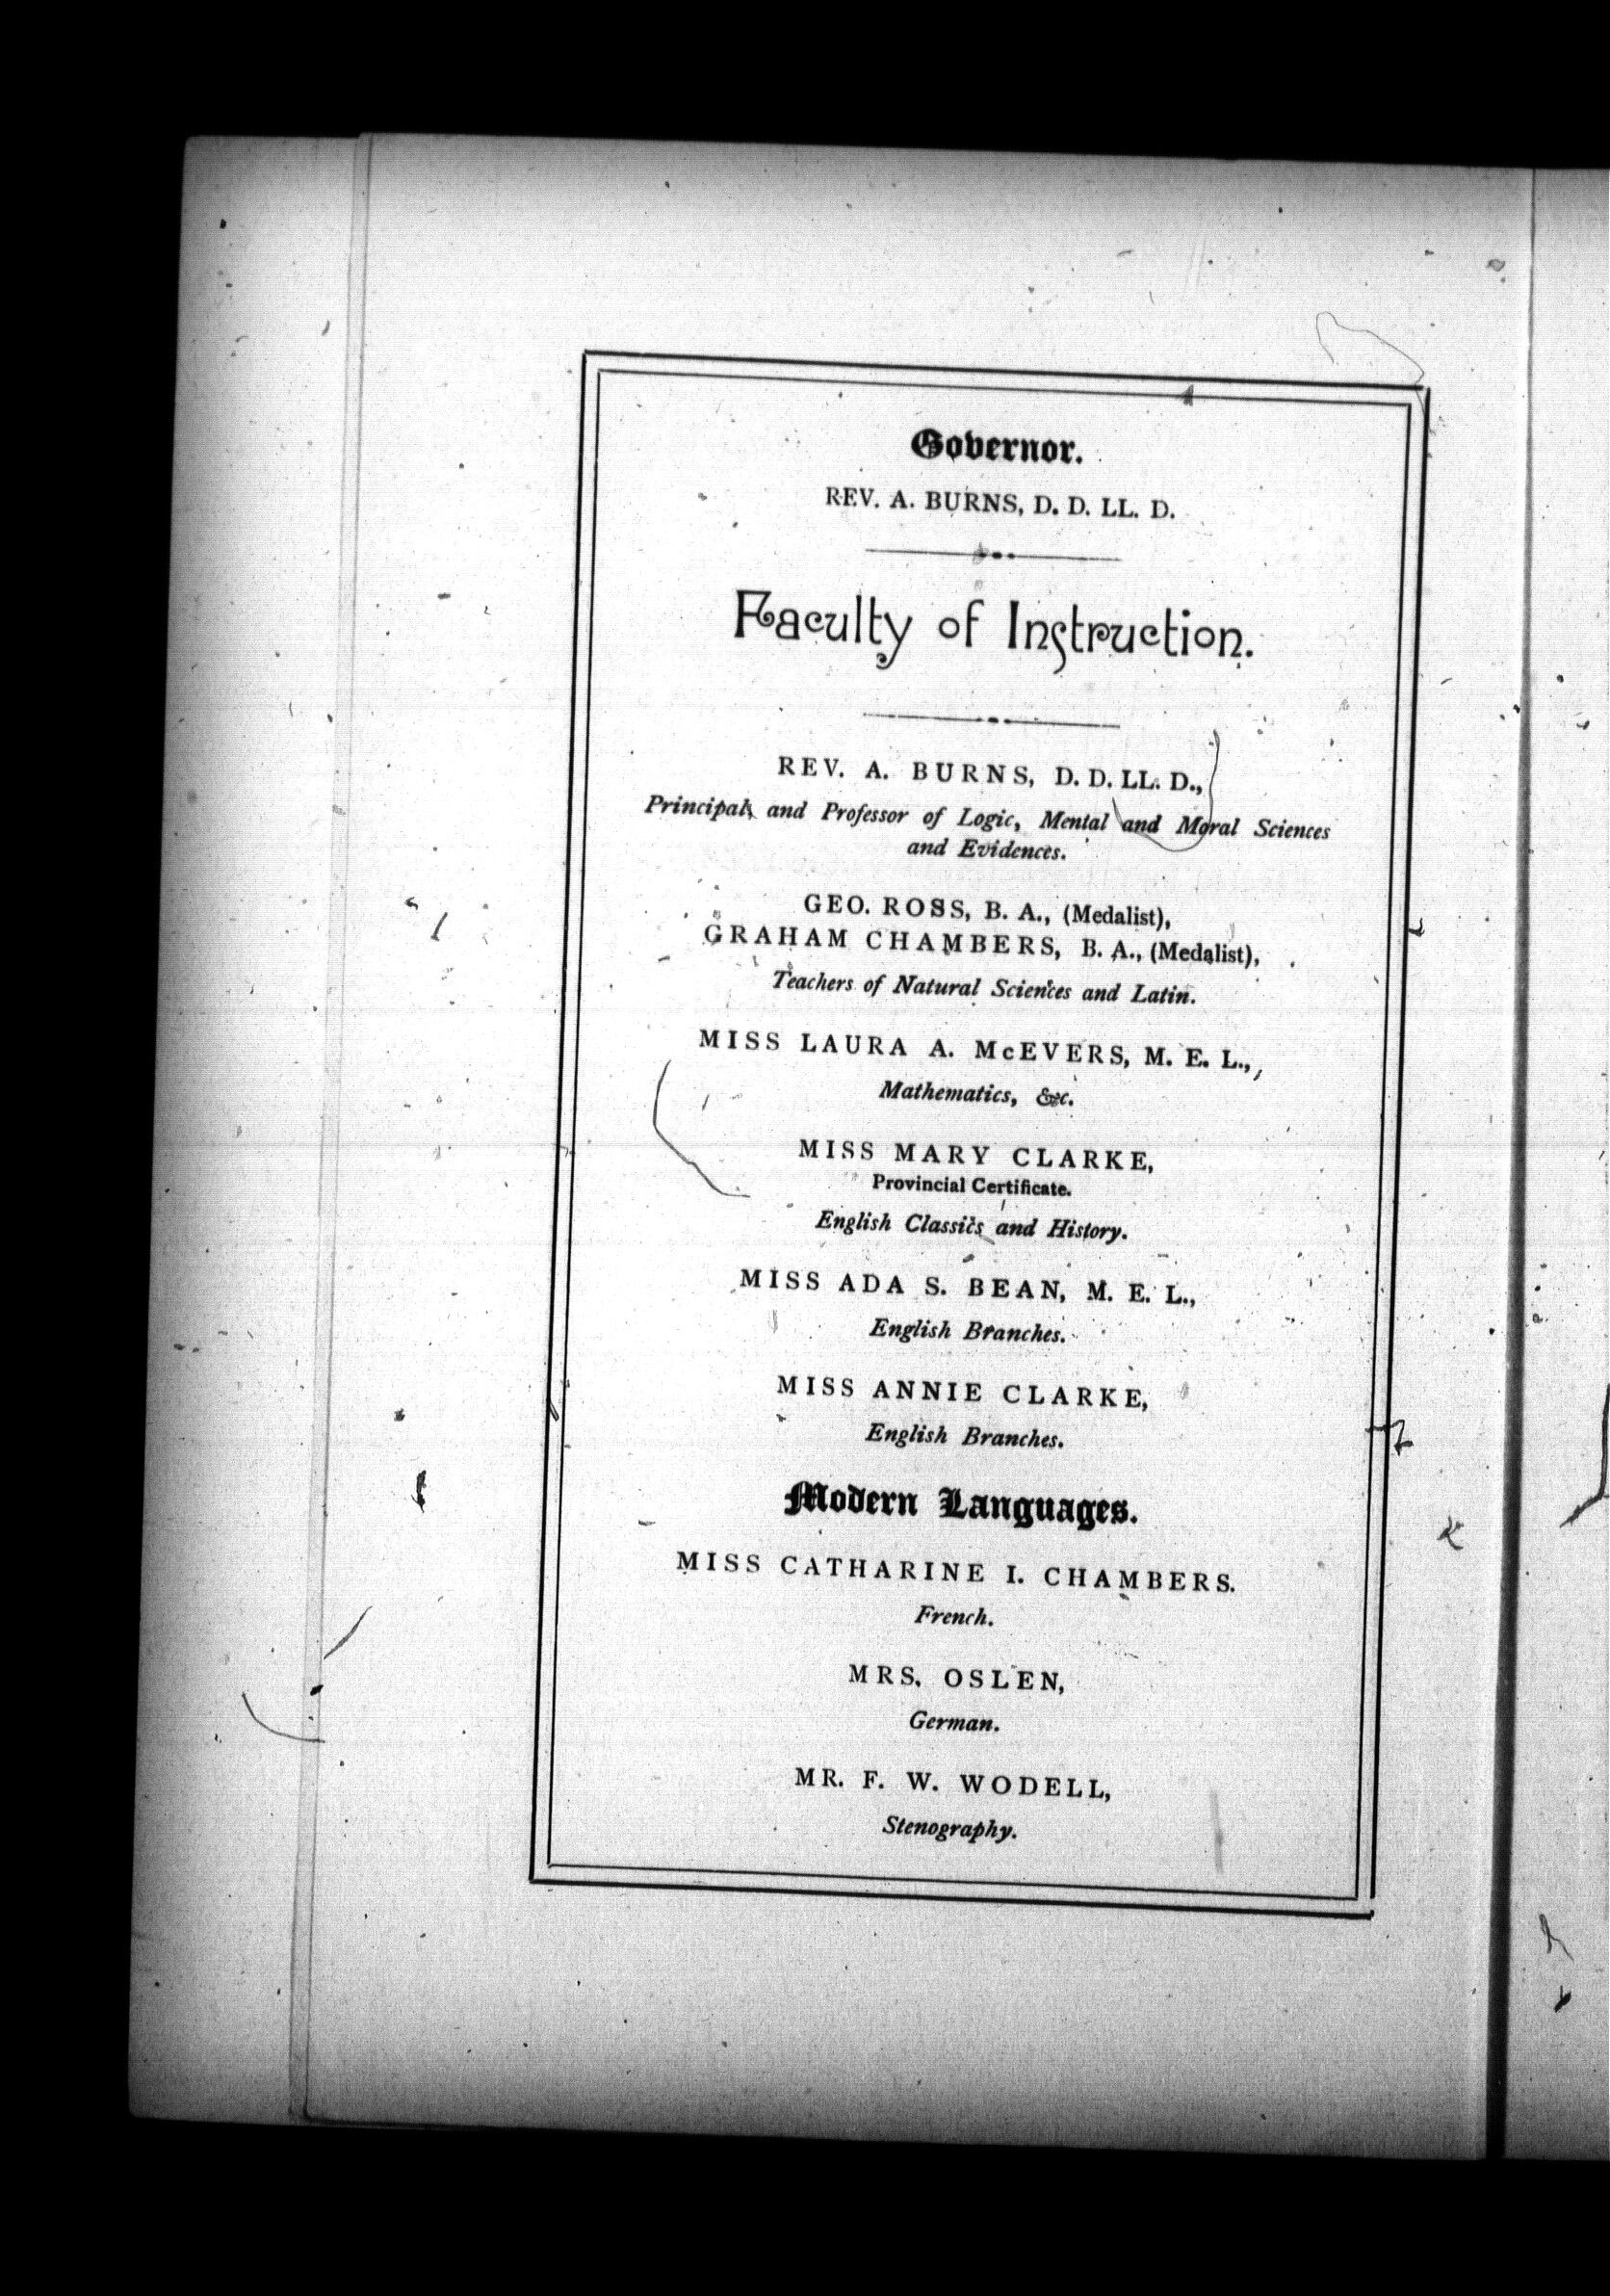 Governor.
REV. A. BURNS, D. D. LL. D.
Faculty of Instruction.
REV. A. BURNS, D. D. LL. D.,
Principal, and Professor of Logic, Mental and Moral Sciences
and Evidences.
GEO. ROSS, B. A., (Medalist),
GRAHAM CHAMBERS, B. A., (Medalist),
Teachers of Natural Sciences and Latin.
MISS LAURA A. McEVERS, M. E. L.,
Mathematics, &c.
MISS MARY CLARKE,
Provincial Certificate.
English Classics and History.
MISS ADA S. BEAN, M. E. L.,
English Branches.
MISS ANNIE CLARKE,
English Branches.
Modern Languages.
MISS CATHARINE I. CHAMBERS.
French.
MRS. OSLEN,
German.
MR. F. W. WODELL,
Stenography.